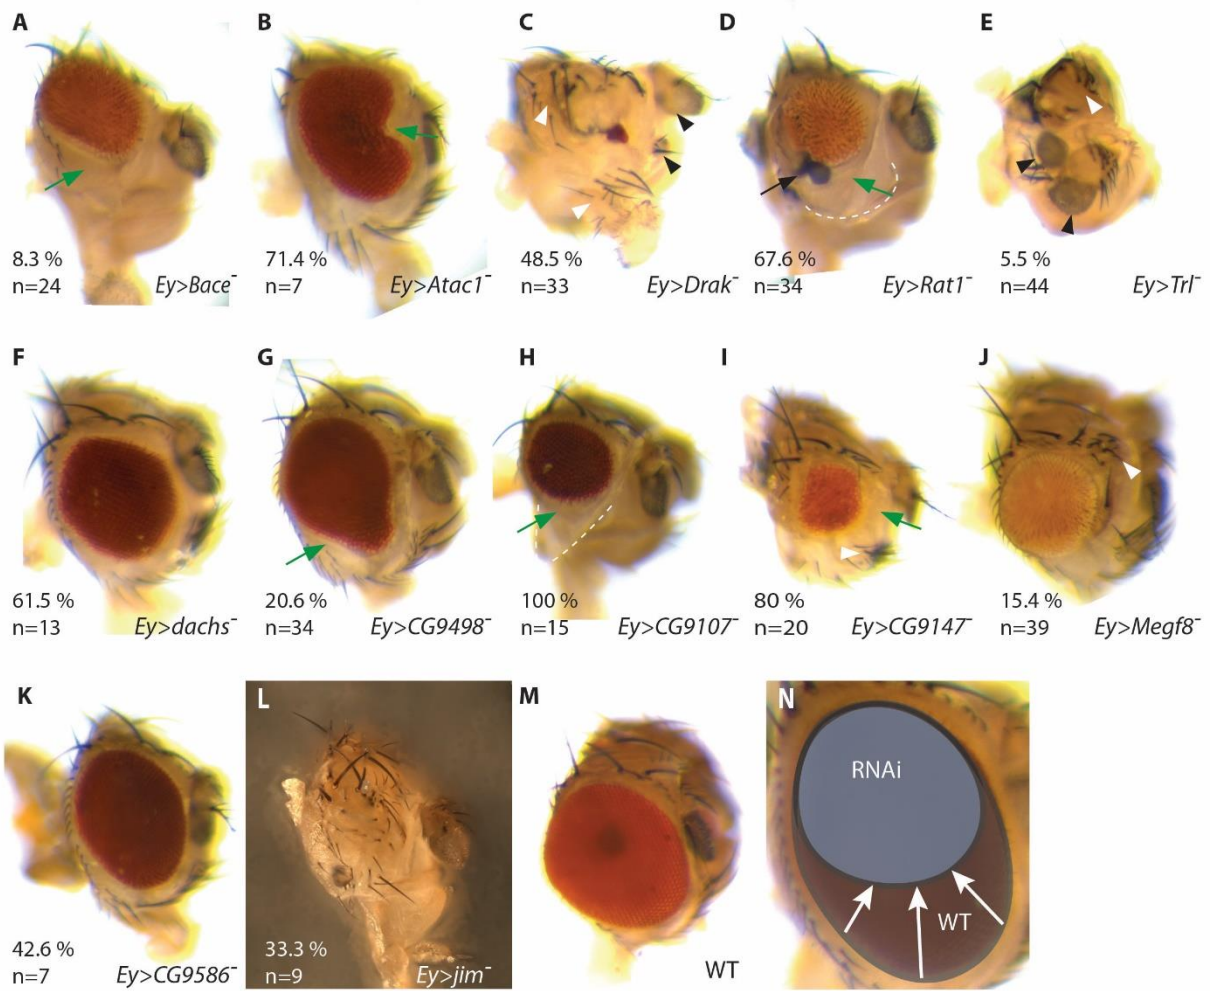 A
B
C
D
E
8.3 %
n=24
Ey>Bace-
71.4 %
n=7
Ey>Atac1-
48.5 %
n=33
Ey>Drak-
67.6 %
n=34
Ey>Rat1-
5.5 %
n=44
Ey>Trl-
F
G
H
I
J
61.5 %
n=13
Ey>dachs-
20.6 %
n=34
Ey>CG9498-
100 %
n=15
Ey>CG9107-
80 %
n=20
Ey>CG9147-
15.4 %
n=39
Ey>Megf8-
K
L
M
N
42.6 %
n=7
Ey>CG9586-
33.3 %
n=9
Ey>jim-
WT
RNAi
WT